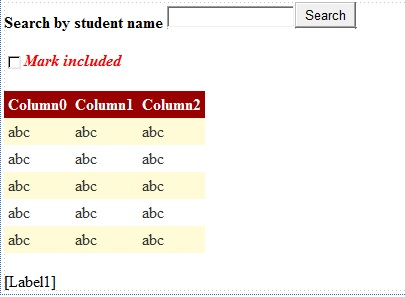 Search by student name Search
Mark included
Column0 Column1 Column2
abc abc abc
abc abc abc
abc abc abc
abc abc abc
abc abc abc
[Label1]